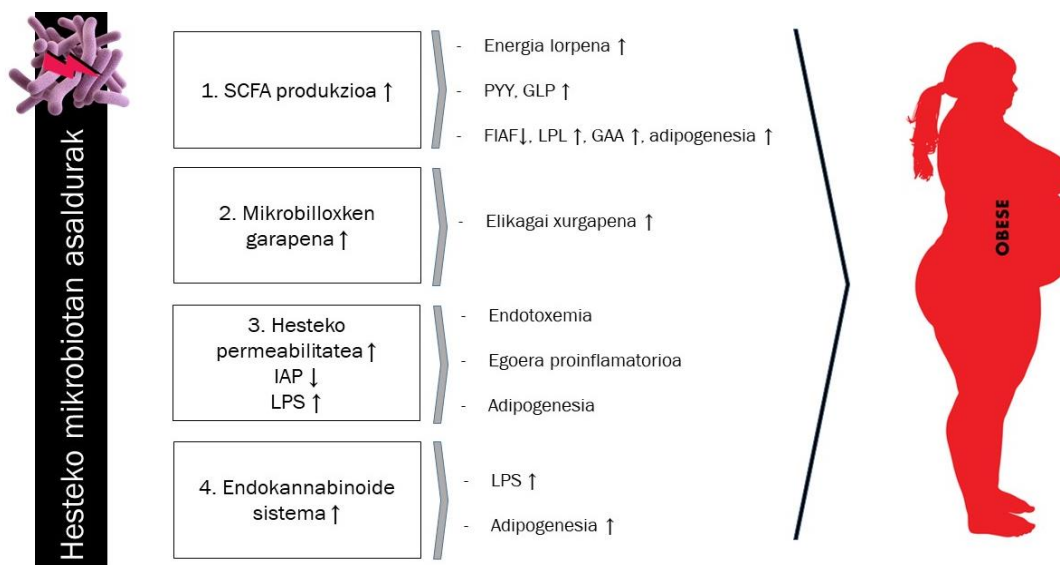 Hesteko mikrobiotan asaldurak
1. SCFA produkzioa ↑
- Energia lorpena ↑
- PYY, GLP ↑
- FIAF↓, LPL ↑, GAA ↑, adipogenesia ↑
2. Mikrobilloxken
garapena ↑
- Elikagai xurgapena ↑
3. Hesteko
permeabilitatea ↑
IAP ↓
LPS ↑
- Endotoxemia
- Egoera proinflamatorioa
- Adipogenesia
4. Endokannabinoide
sistema ↑
- LPS ↑
- Adipogenesia ↑
OBESE